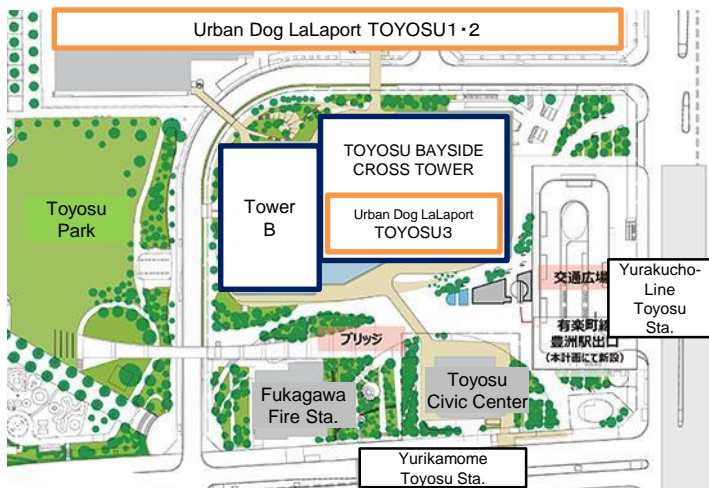 Urban Dog LaLaport TOYOSU1・2
TOYOSU BAYSIDE
CROSS TOWER
Tower
B
Urban Dog LaLaport
TOYOSU3
Toyosu
Park
交通広場
Yurakucho-
Line
Toyosu
Sta.
有楽町線
豊洲駅出
(本計画にて新設)
ブリッジ
Fukagawa
Fire Sta.
Toyosu
Civic Center
Yurikamome
Toyosu Sta.